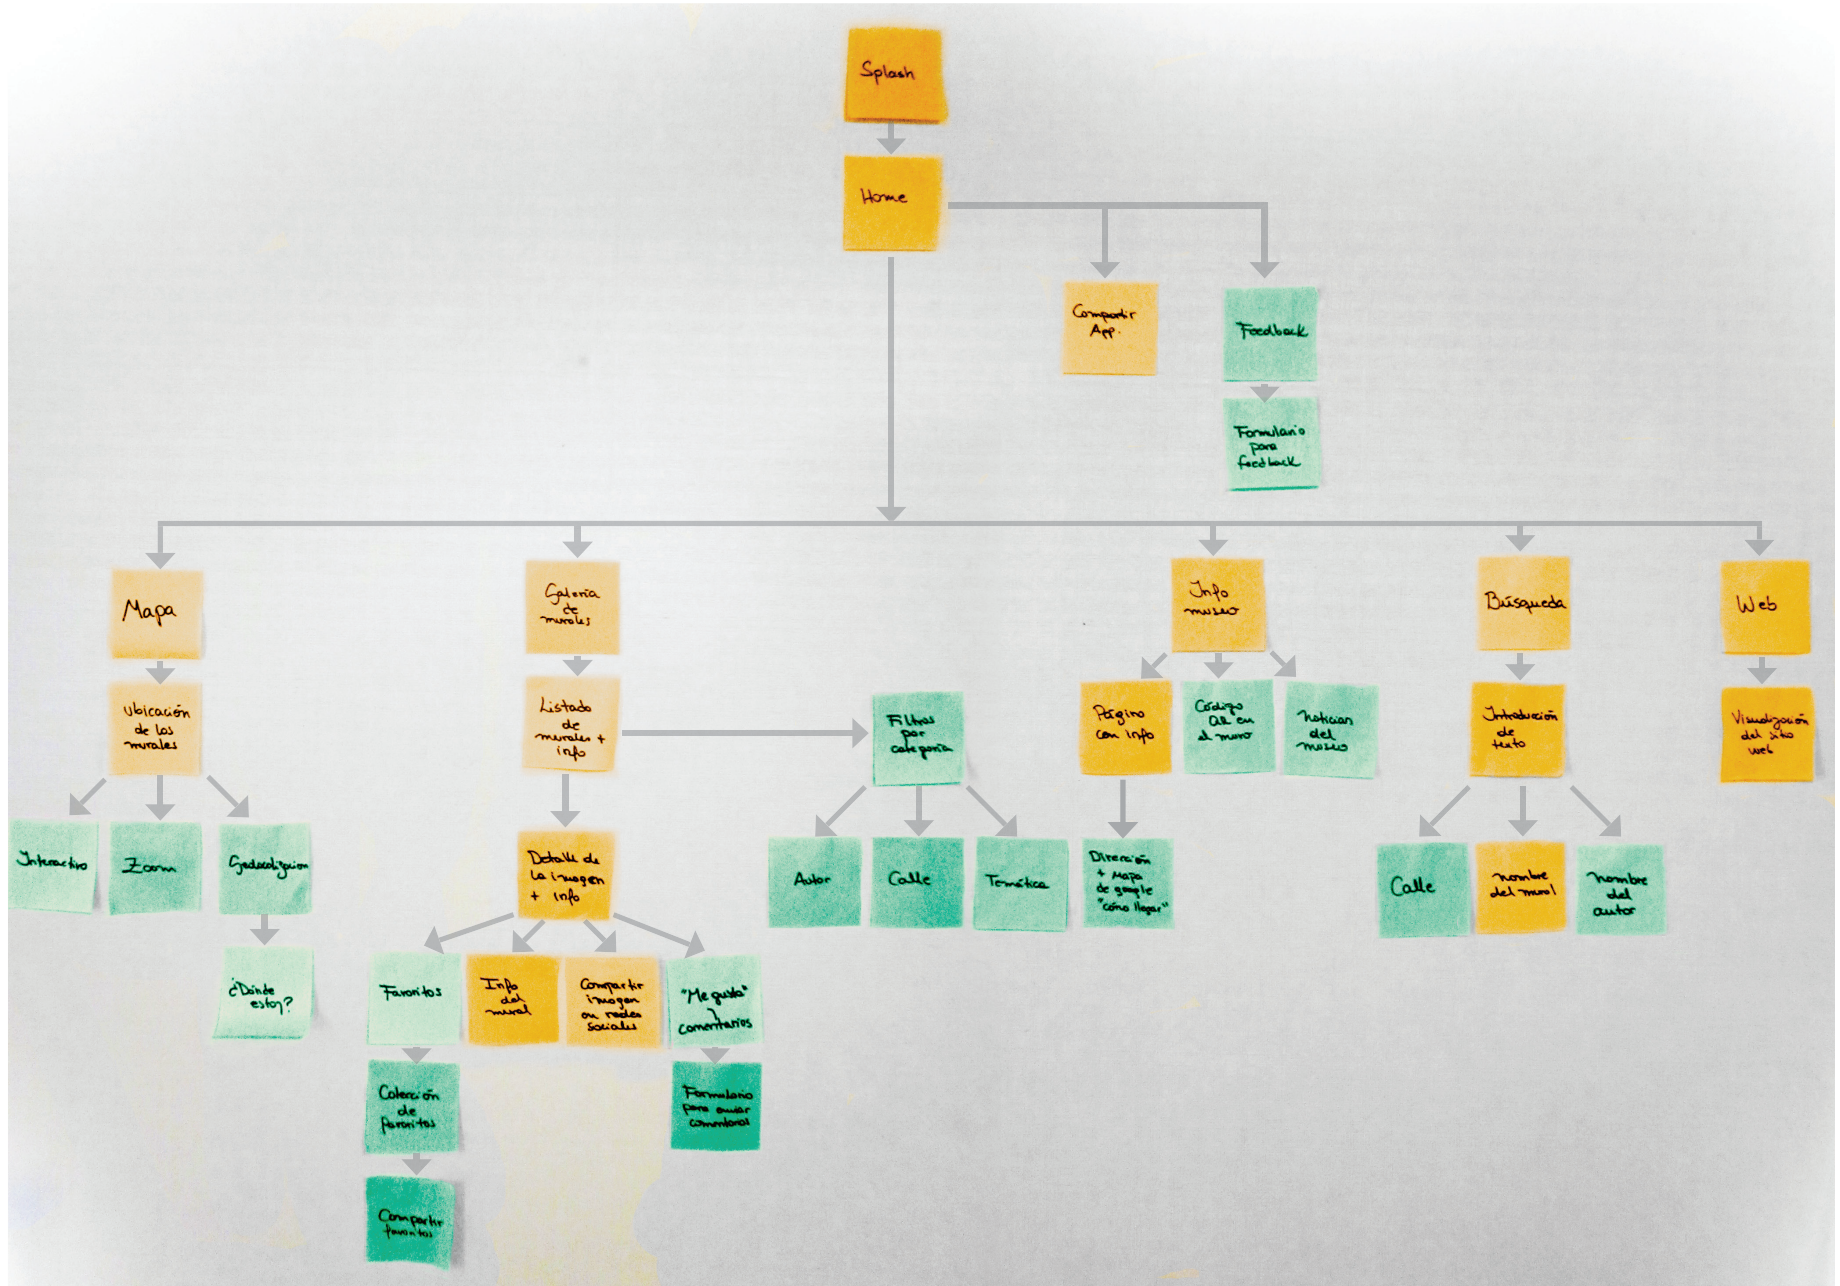 Splash
Home
Compartir
App.
Feedback
Formulario
para
feedback
Mapa
Galería
de
murales
Info
museo
Búsqueda
Web
Ubicación
de los
murales
Listado
de
murales +
info
Filtros
por
categoría
Página
con info
Código
QR en
el muro
noticias
del
museo
Introducción
de
texto
Visualización
del sitio
web
Interactivo
Zoom
Geolocalizacion
Detalle de
la imagen
+ info
Autor
Calle
Temática
Dirección
+ Mapa
de google
"cómo llegar"
Calle
nombre
del mural
nombre
del
autor
¿Dónde
estoy?
Favoritos
Info
del
mural
Compartir
imagen
en redes
sociales
"Me gusta"
y
comentarios
Colección
de
favoritos
Formulario
para enviar
comentarios
Compartir
favoritos